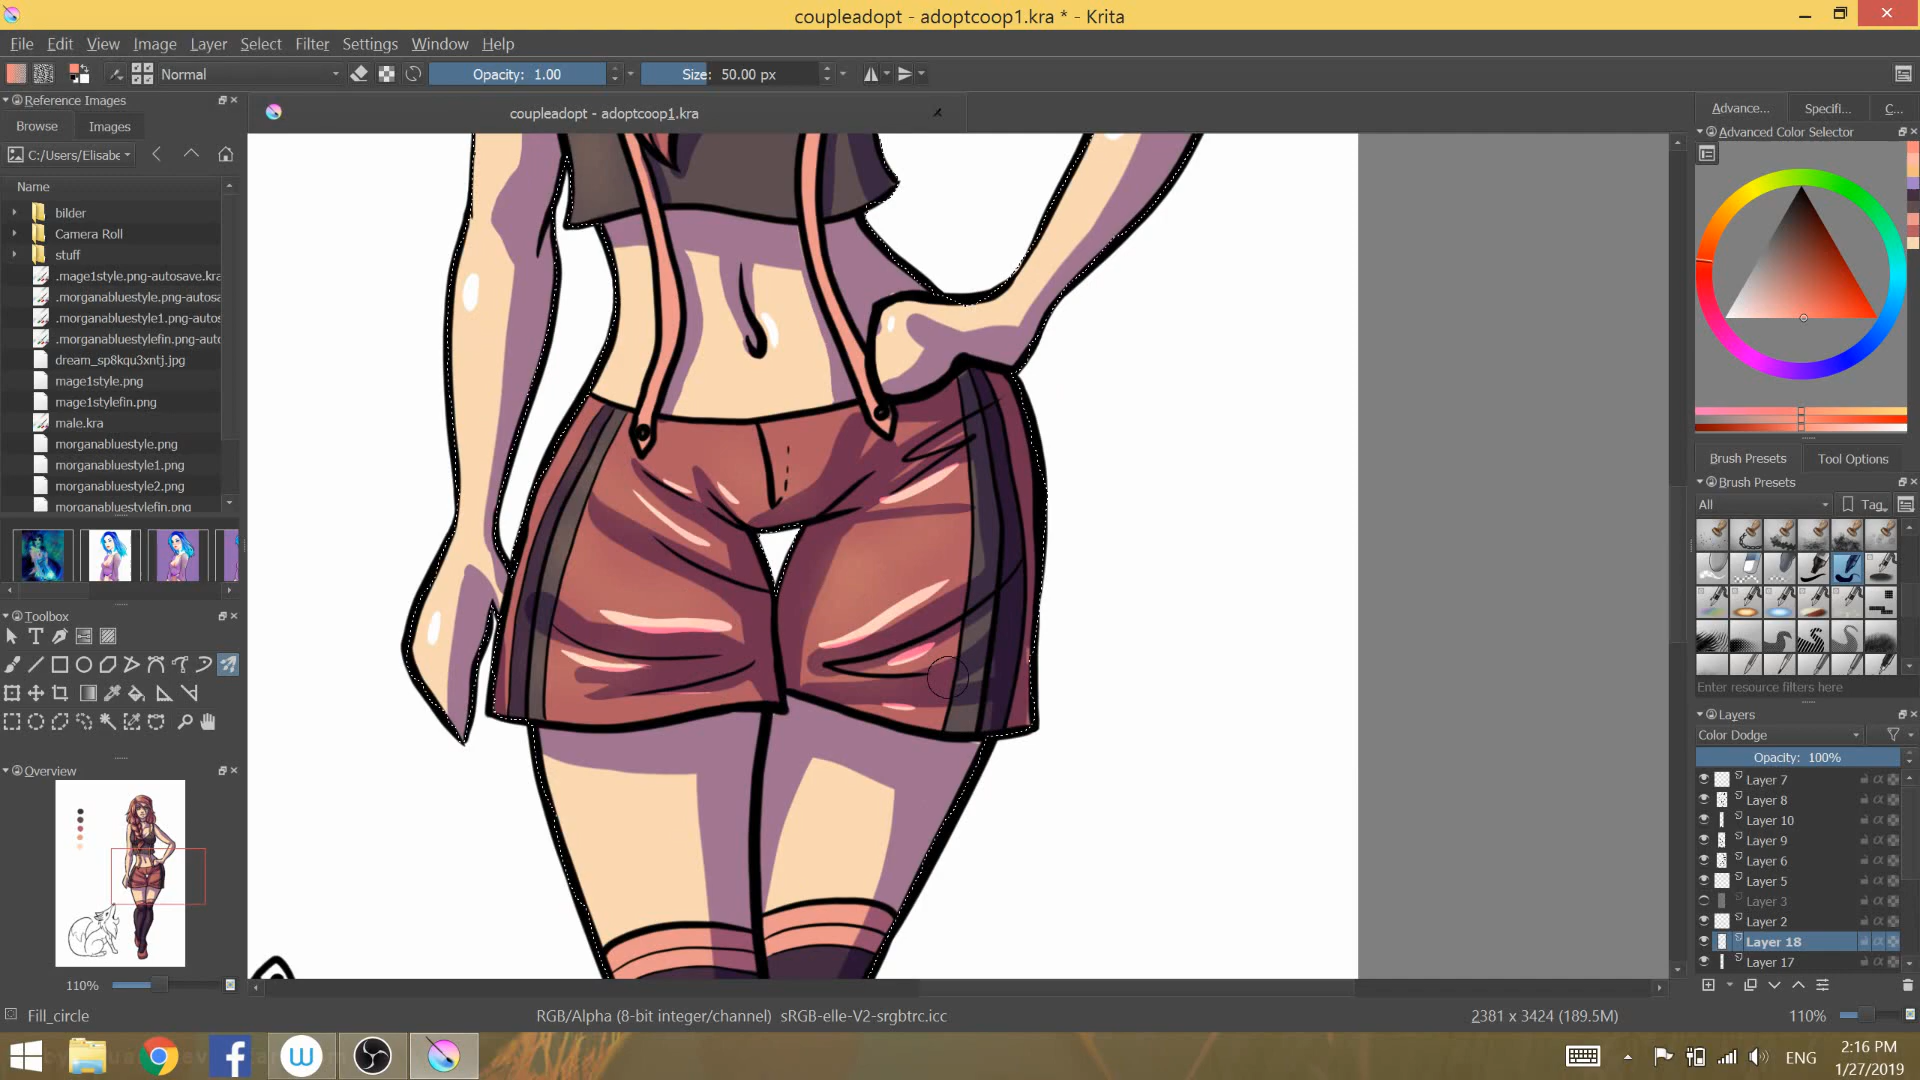 coupleadopt - adoptcoop1.kra * - Krita
File Edit View Image Layer Select Filter Settings Window Help
Normal Opacity: 1.00 Size: 50.00 px
Reference Images
Browse Images
coupleadopt - adoptcoop1.kra
Advance... Specifi... C...
Advanced Color Selector
C:/Users/Elisabe
Name
bilder
Camera Roll
stuff
.mage1style.png-autosave.kra
.morganabluestyle.png-autosa
.morganabluestyle1.png-autos
.morganabluestylefin.png-auto
dream_sp8kqu3xntj.jpg
mage1style.png
mage1stylefin.png
male.kra
morganabluestyle.png
morganabluestyle1.png
morganabluestyle2.png
morganabluestylefin.png
Brush Presets Tool Options
Brush Presets
All Tag
Enter resource filters here
Toolbox
Layers
Color Dodge
Opacity: 100%
Layer 7
Layer 8
Layer 10
Layer 9
Layer 6
Layer 5
Layer 3
Layer 2
Layer 18
Layer 17
Overview
110%
Fill_circle RGB/Alpha (8-bit integer/channel) sRGB-elle-V2-srgbtrc.icc 2381 x 3424 (189.5M) 110%
ENG
2:16 PM
1/27/2019